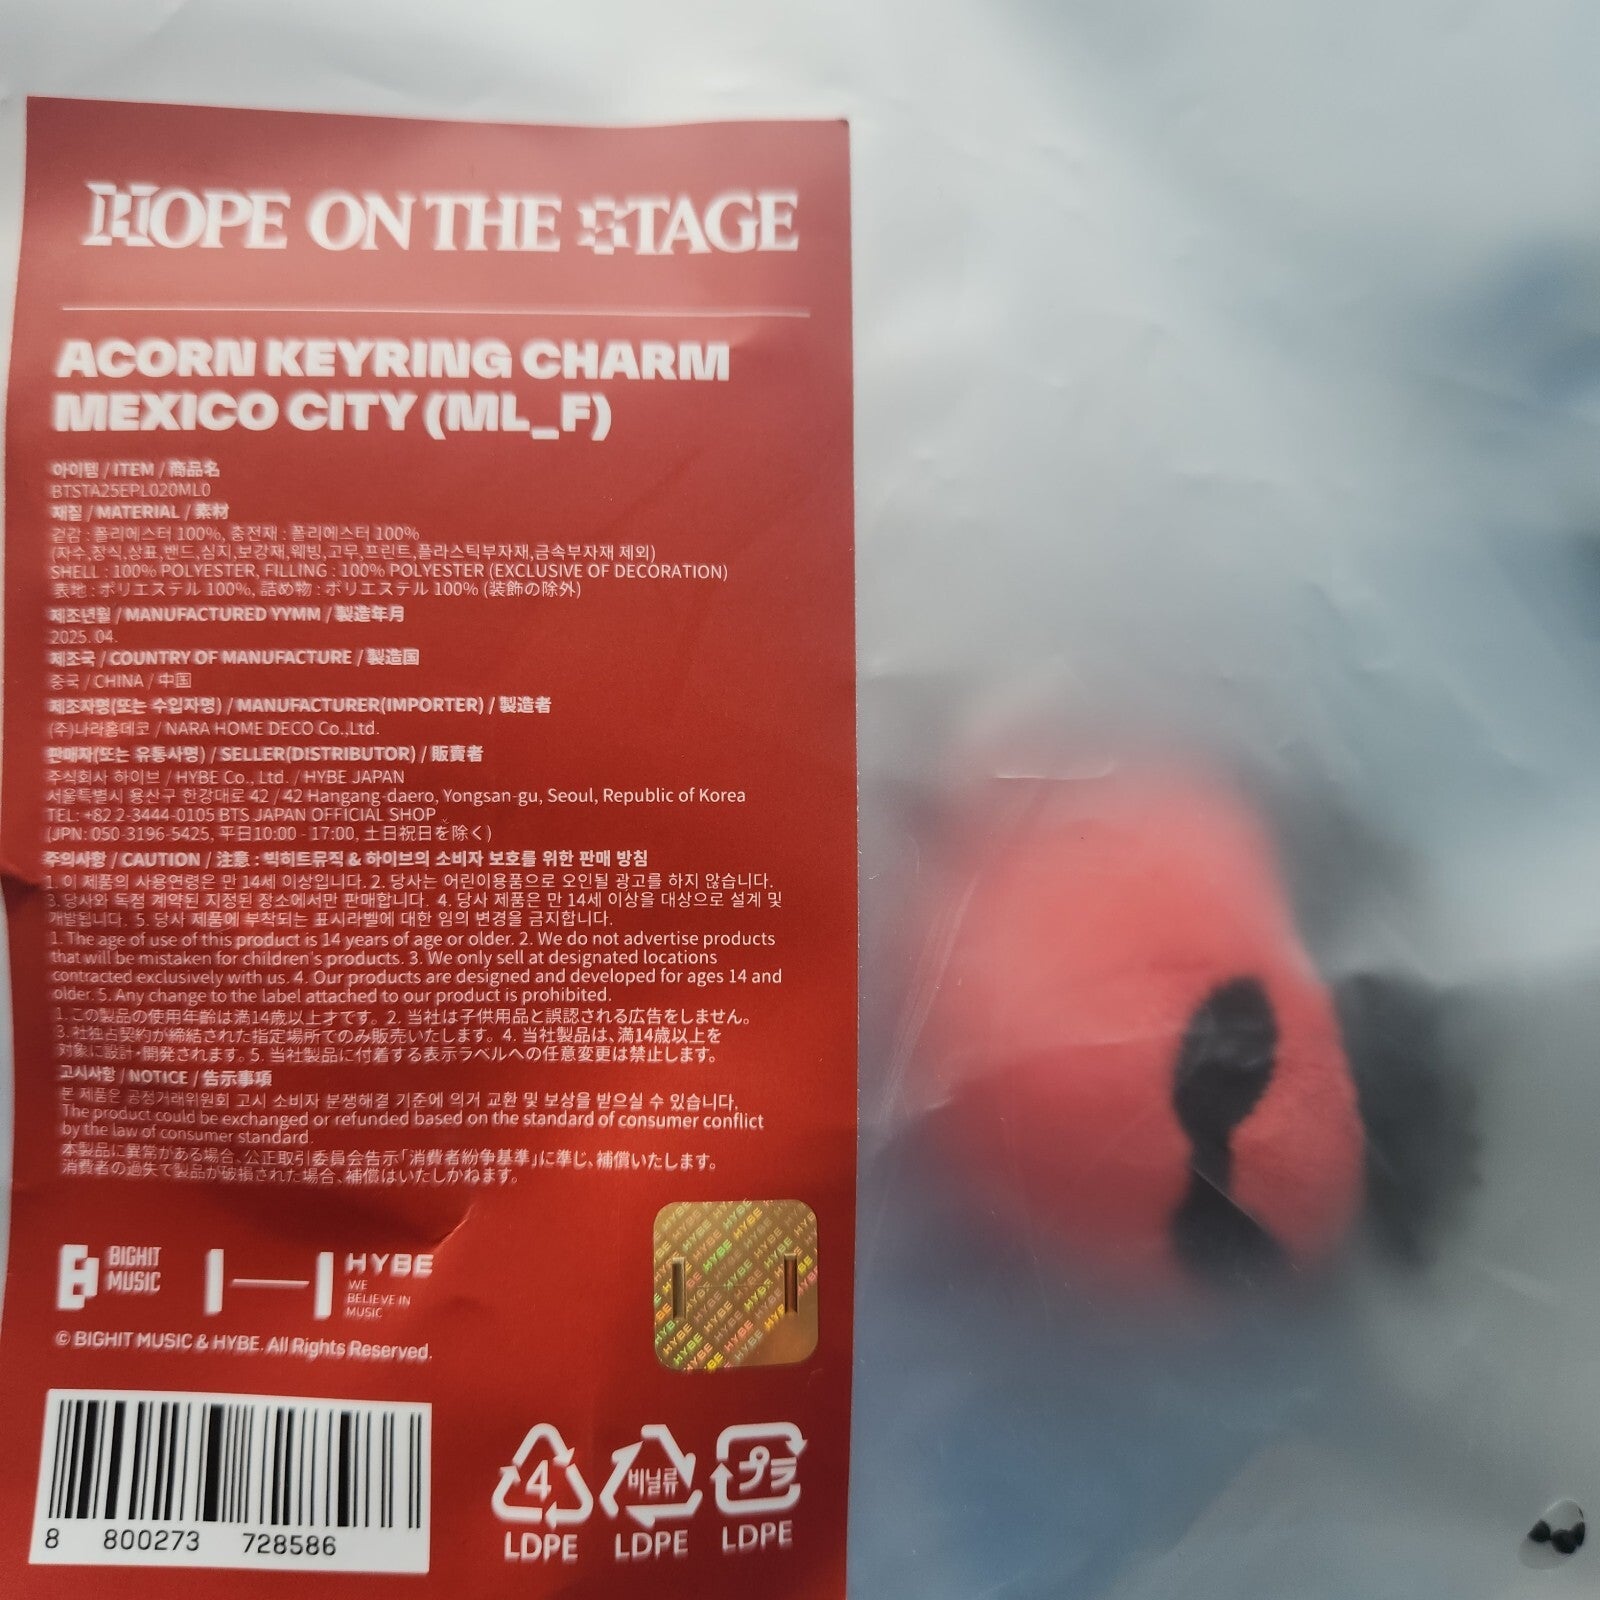 HOPE ON THE STAGE
ACORN KEYRING CHARM
MEXICO CITY (ML_F)
아이템 / ITEM / 商品名
BTSTA25EPL020ML0
재질 / MATERIAL / 素材
겉감 : 폴리에스터 100%, 충전재 : 폴리에스터 100%
(자수,장식,상표,밴드,심지,보강재,웨빙,고무,프린트,플라스틱부자재,금속부자재 제외)
SHELL : 100% POLYESTER, FILLING : 100% POLYESTER (EXCLUSIVE OF DECORATION)
表地 : ポリエステル 100%, 詰め物 : ポリエステル 100% (装飾の除外)
제조년월 / MANUFACTURED YYMM / 製造年月
2025. 04.
제조국 / COUNTRY OF MANUFACTURE / 製造国
중국 / CHINA / 中国
제조자명(또는 수입자명) / MANUFACTURER(IMPORTER) / 製造者
(주)나라홈데코 / NARA HOME DECO Co.,Ltd.
판매자(또는 유통사명) / SELLER(DISTRIBUTOR) / 販賣者
주식회사 하이브 / HYBE Co., Ltd. / HYBE JAPAN
서울특별시 용산구 한강대로 42 / 42 Hangang-daero, Yongsan-gu, Seoul, Republic of Korea
TEL: +82 2-3444-0105 BTS JAPAN OFFICIAL SHOP
(JPN: 050-3196-5425, 平日10:00 - 17:00, 土日祝日を除く)
주의사항 / CAUTION / 注意 : 빅히트뮤직 & 하이브의 소비자 보호를 위한 판매 방침
1. 이 제품의 사용연령은 만 14세 이상입니다. 2. 당사는 어린이용품으로 오인될 광고를 하지 않습니다.
3. 당사와 독점 계약된 지정된 장소에서만 판매합니다. 4. 당사 제품은 만 14세 이상을 대상으로 설계 및
개발됩니다. 5. 당사 제품에 부착되는 표시라벨에 대한 임의 변경을 금지합니다.
1. The age of use of this product is 14 years of age or older. 2. We do not advertise products
that will be mistaken for children's products. 3. We only sell at designated locations
contracted exclusively with us. 4. Our products are designed and developed for ages 14 and
older. 5. Any change to the label attached to our product is prohibited.
1. この製品の使用年齢は満14歳以上才です。 2. 当社は子供用品と誤認される広告をしません。
3.社独占契約が締結された指定場所でのみ販売いたします。 4. 当社製品は、満14歳以上を
対象に設計・開発されます。 5. 当社製品に付着する表示ラベルへの任意変更は禁止します。
고시사항 / NOTICE / 告示事項
본 제품은 공정거래위원회 고시 소비자 분쟁해결 기준에 의거 교환 및 보상을 받으실 수 있습니다.
The product could be exchanged or refunded based on the standard of consumer conflict
by the law of consumer standard.
本製品に異常がある場合、公正取引委員会告示「消費者紛争基準」に準じ、補償いたします。
消費者の過失で製品が破損された場合、補償はいたしかねます。
BIGHIT
MUSIC
HYBE
WE
BELIEVE IN
MUSIC
© BIGHIT MUSIC & HYBE. All Rights Reserved.
8 800273 728586
4
LDPE
비닐류
LDPE
プラ
LDPE